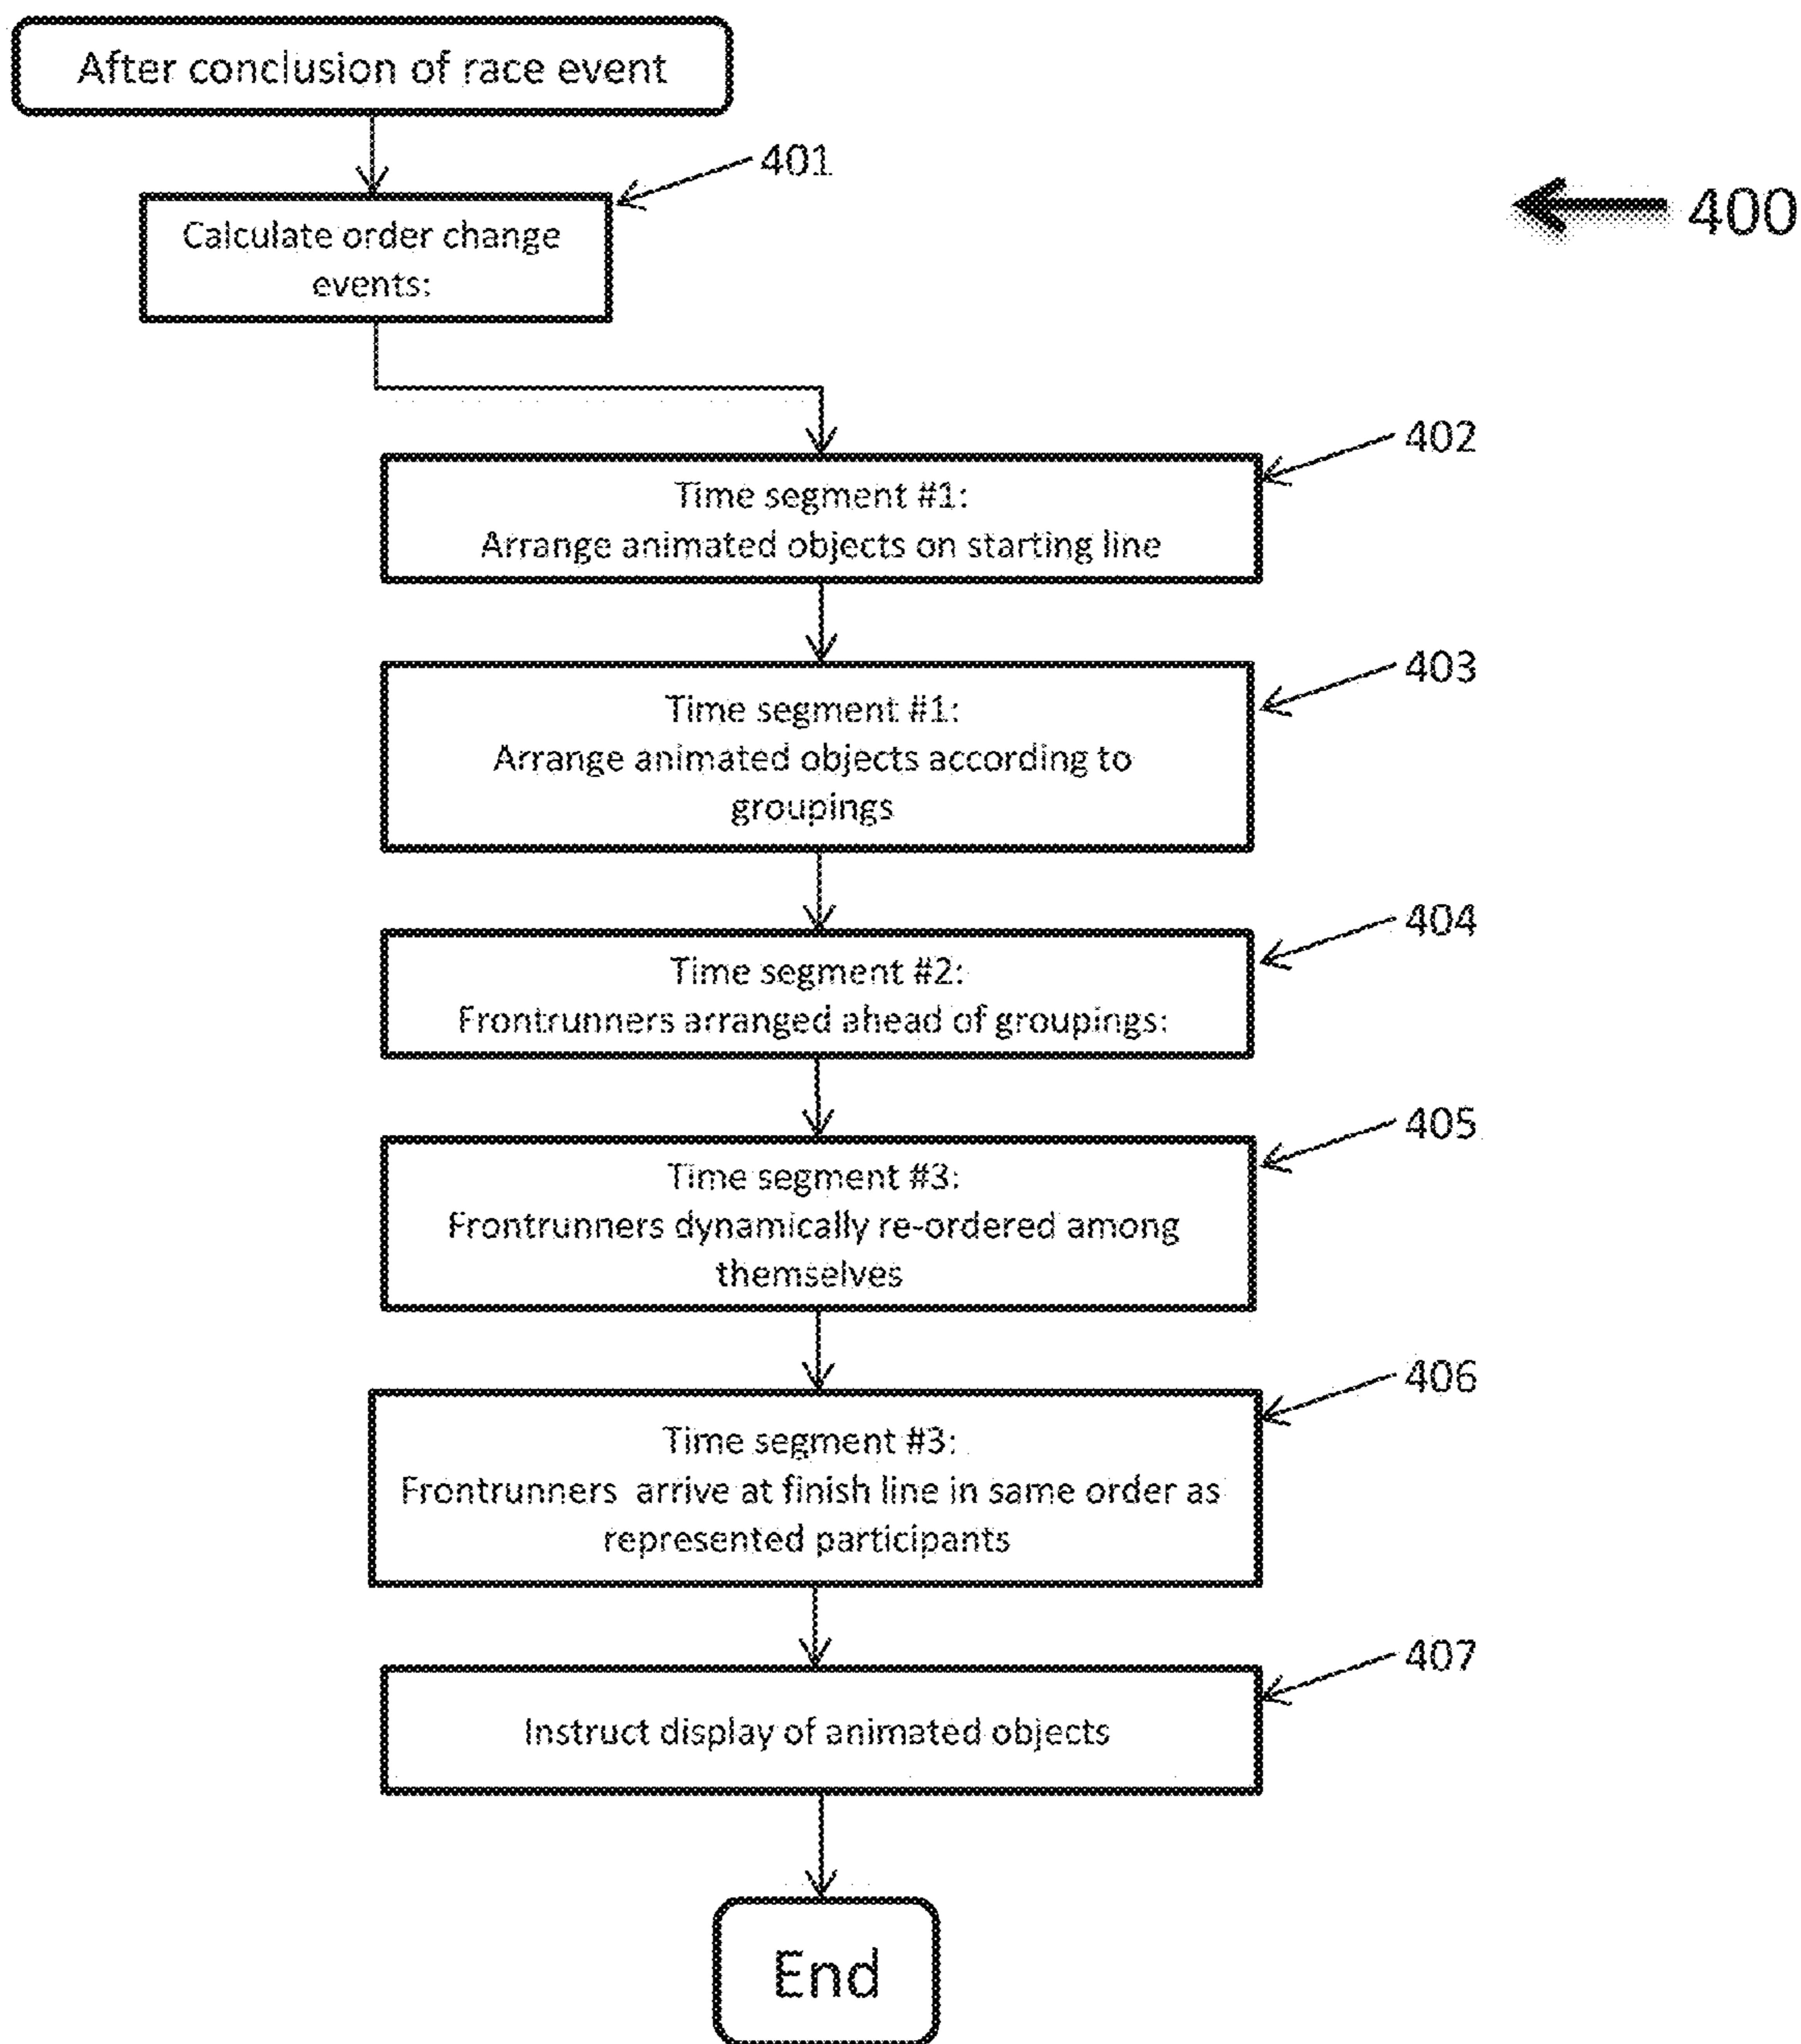 After conclusion of race event
401
400
Calculate order change
events:
402
Time segment #1:
Arrange animated objects on starting line
403
Time segment #1:
Arrange animated objects according to
groupings
404
Time segment #2:
Frontrunners arranged ahead of groupings:
405
Time segment #3:
Frontrunners dynamically re-ordered among
themselves
406
Time segment #3:
Frontrunners arrive at finish line in same order as
represented participants
407
Instruct display of animated objects
End